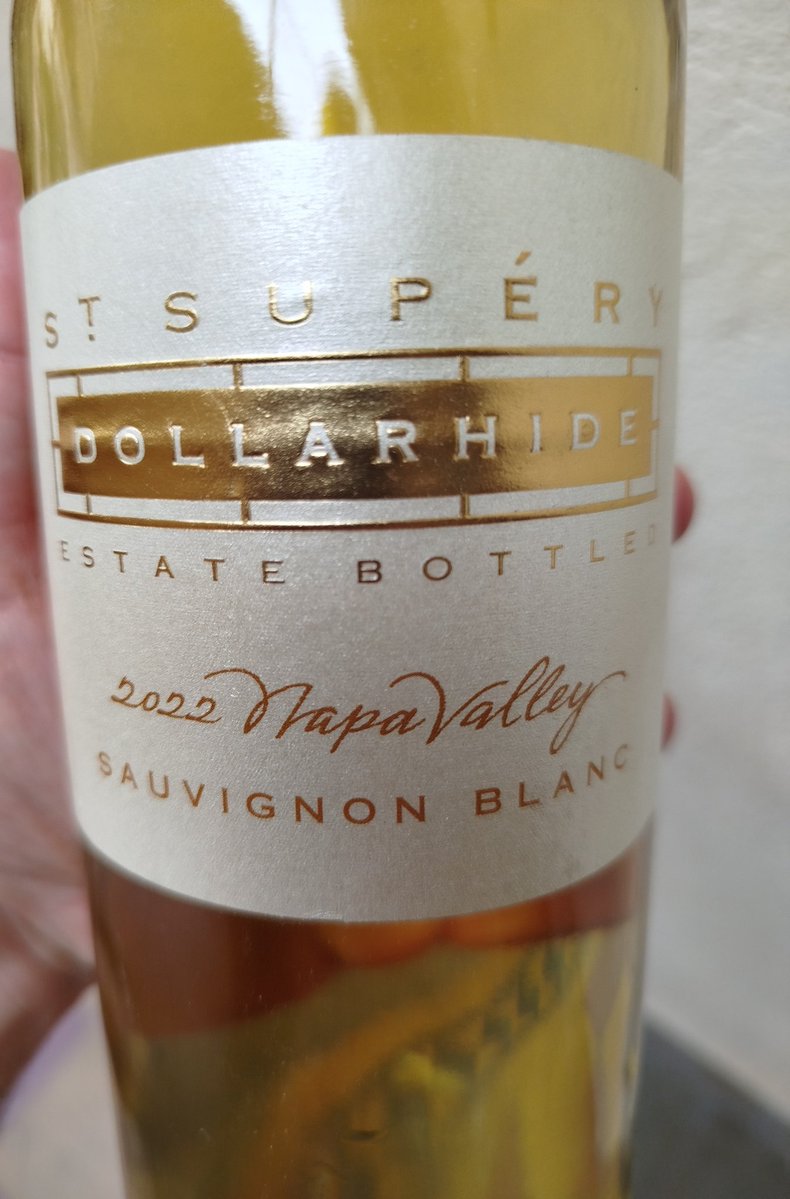 ST. SUPÉRY
DOLLARHIDE
ESTATE BOTTLED
2022 Napa Valley
SAUVIGNON BLANC